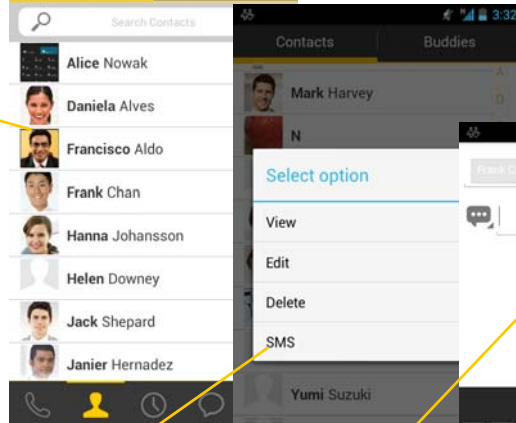 Search Contacts
Alice Nowak
Daniela Alves
Francisco Aldo
Frank Chan
Hanna Johansson
Helen Downey
Jack Shepard
Janier Hernadez
3:32
Contacts
Buddies
A
Mark Harvey
D
N
Select option
View
Edit
Delete
SMS
Yumi Suzuki
Frank C